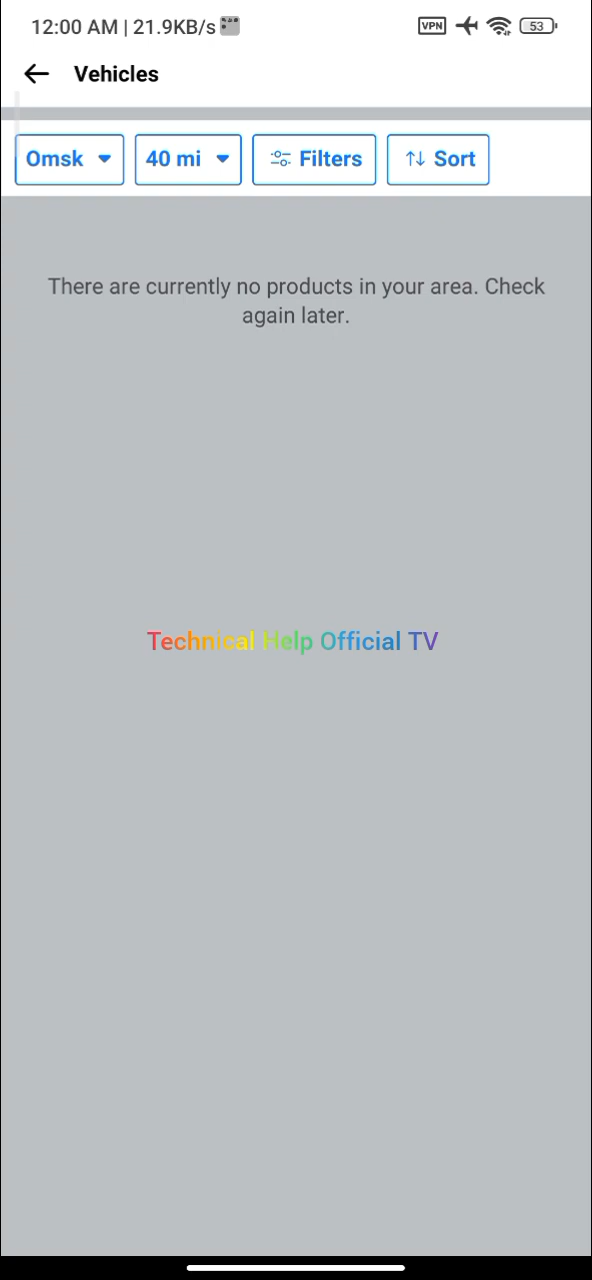 12:00 AM | 21.9KB/s VPN 53
Vehicles
Omsk 40 mi Filters Sort
There are currently no products in your area. Check
again later.
Technical Help Official TV